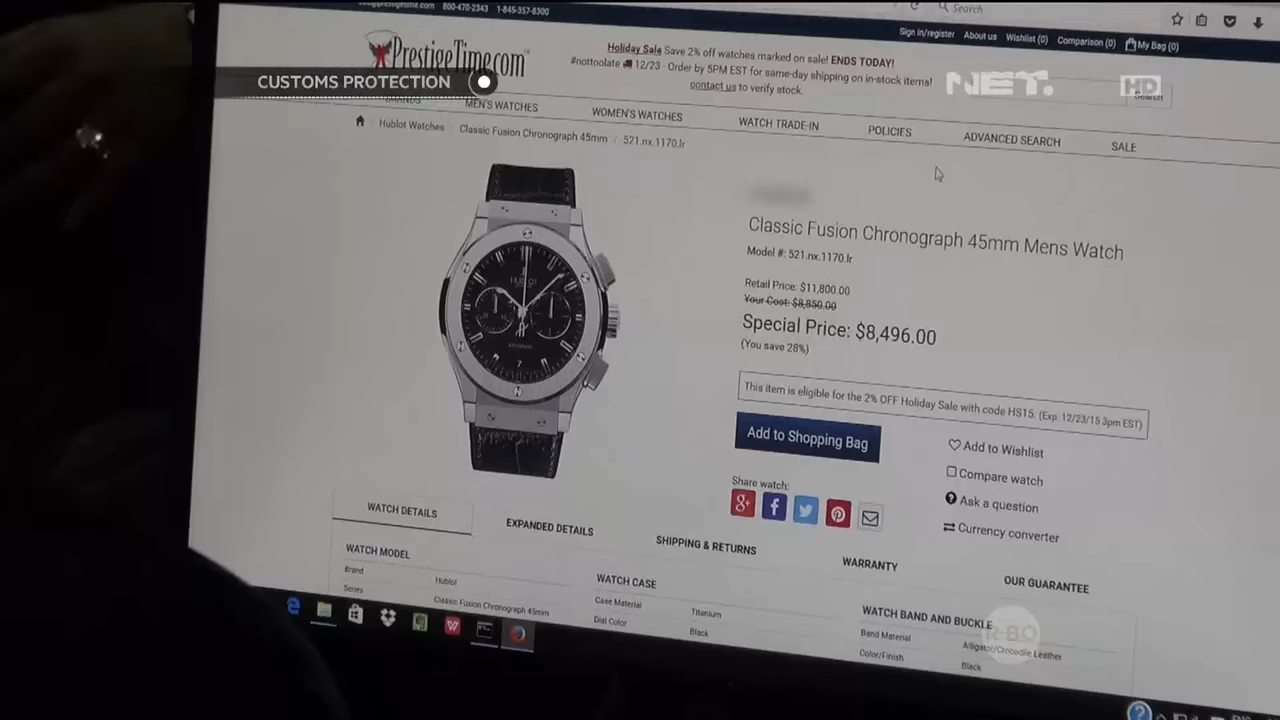 800-470-2343 1-845-357-8300
Search
Sign in/register About us Wishlist (0) Comparison (0) My Bag (0)
PrestigeTime.com
Holiday Sale Save 2% off watches marked on sale! ENDS TODAY!
#nottoolate 12/23 - Order by 5PM EST for same-day shipping on in-stock items!
contact us to verify stock.
CUSTOMS PROTECTION
NET.
HD
Search
BRANDS MEN'S WATCHES WOMEN'S WATCHES WATCH TRADE-IN POLICIES ADVANCED SEARCH SALE
Hublot Watches / Classic Fusion Chronograph 45mm / 521.nx.1170.lr
HUBLOT
Classic Fusion Chronograph 45mm Mens Watch
Model #: 521.nx.1170.lr
Retail Price: $11,800.00
Your Cost: $8,850.00
Special Price: $8,496.00
(You save 28%)
This item is eligible for the 2% OFF Holiday Sale with code HS15. (Exp. 12/23/15 3pm EST)
Add to Shopping Bag
Add to Wishlist
Compare watch
Ask a question
Currency converter
Share watch:
WATCH DETAILS EXPANDED DETAILS SHIPPING & RETURNS WARRANTY OUR GUARANTEE
WATCH MODEL
Brand Hublot
Series Classic Fusion Chronograph 45mm
WATCH CASE
Case Material Titanium
Dial Color Black
WATCH BAND AND BUCKLE
Band Material Alligator/Crocodile Leather
Color/Finish Black
R-BO